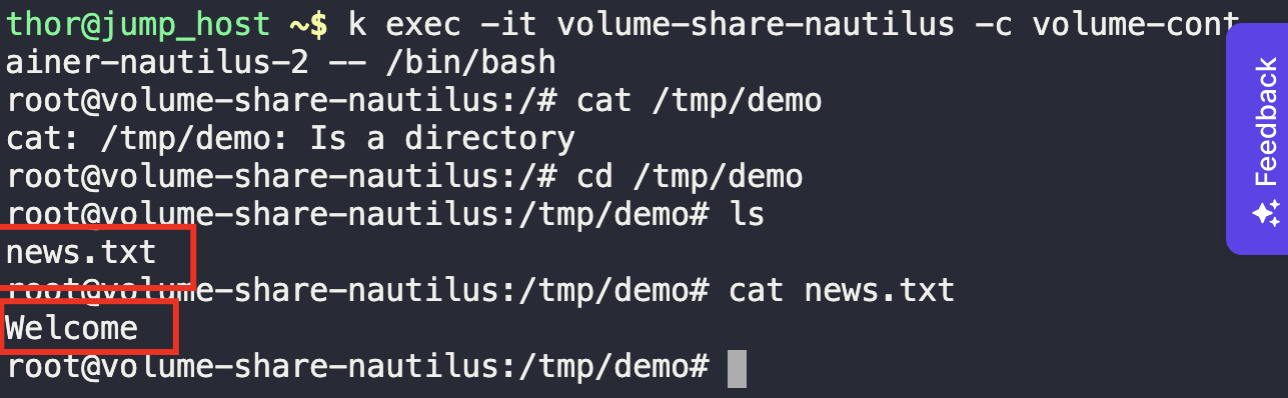 thor@jump_host ~$ k exec -it volume-share-nautilus -c volume-cont
ainer-nautilus-2 -- /bin/bash
root@volume-share-nautilus:/# cat /tmp/demo
cat: /tmp/demo: Is a directory
root@volume-share-nautilus:/# cd /tmp/demo
root@volume-share-nautilus:/tmp/demo# ls
news.txt
root@volume-share-nautilus:/tmp/demo# cat news.txt
Welcome
root@volume-share-nautilus:/tmp/demo#
Feedback